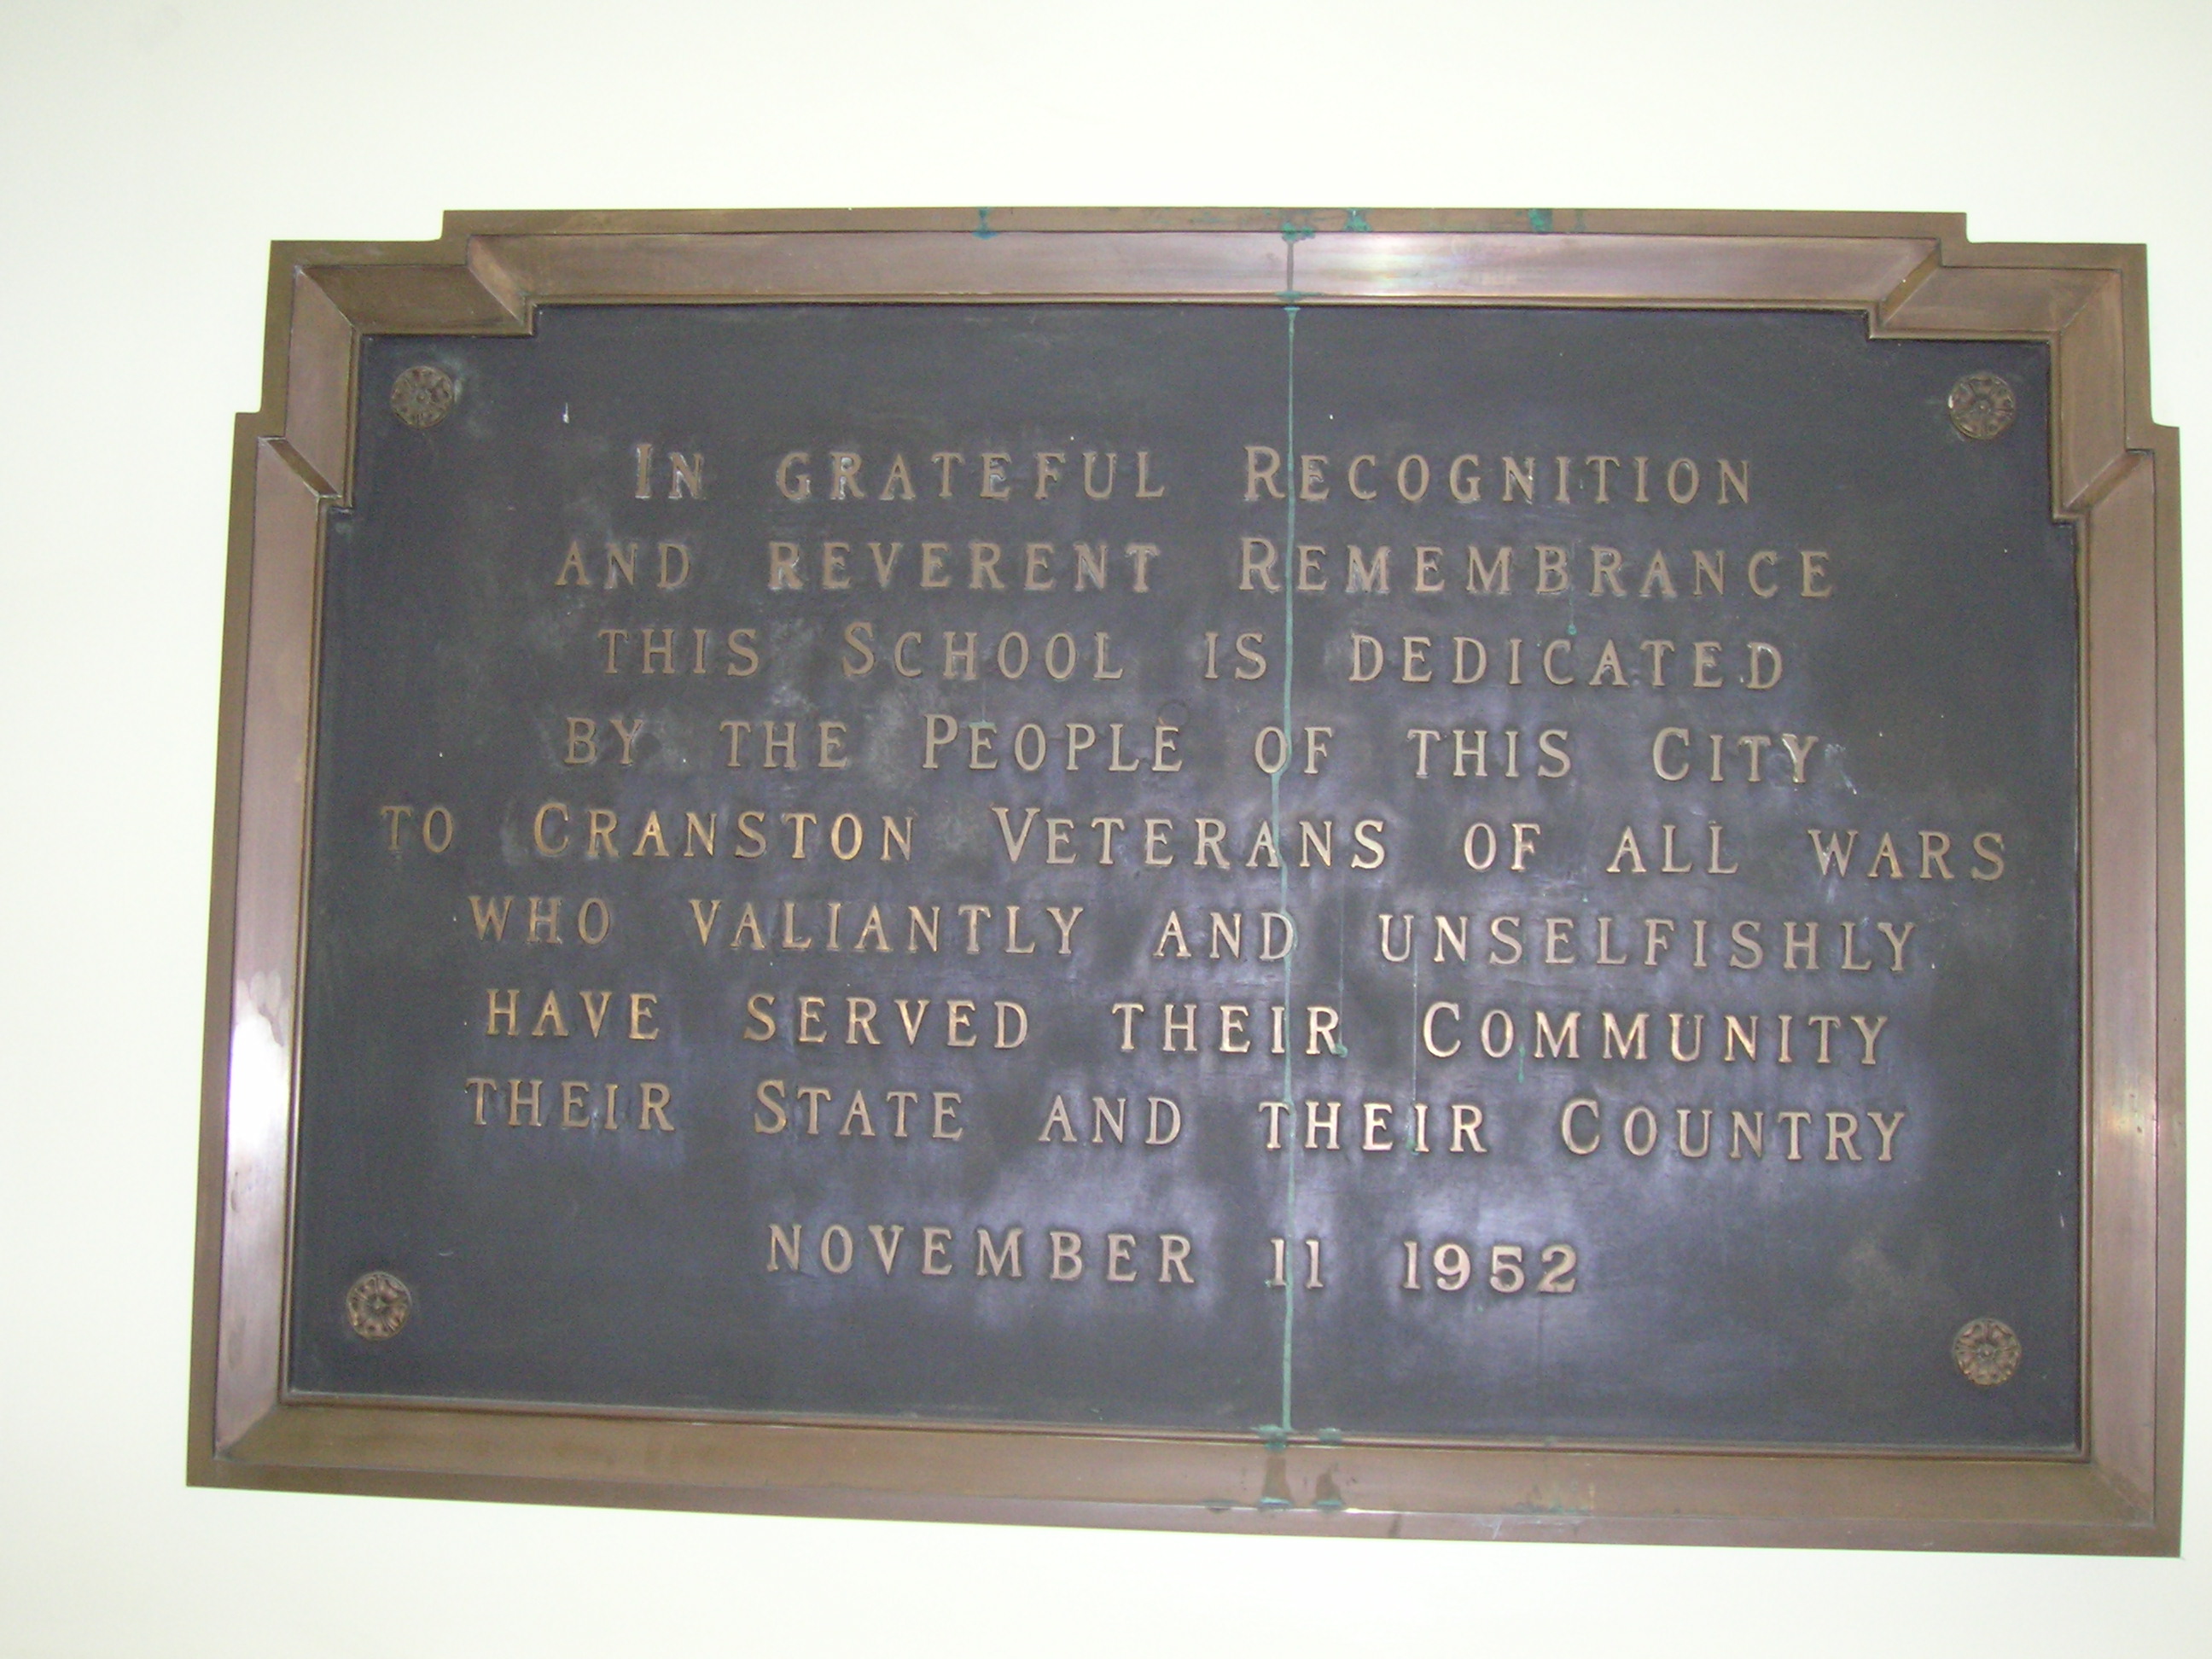 In grateful Recognition
and reverent Remembrance
this School is dedicated
by the People of this City
to Cranston Veterans of all wars
who valiantly and unselfishly
have served their Community
their State and their Country
November 11 1952